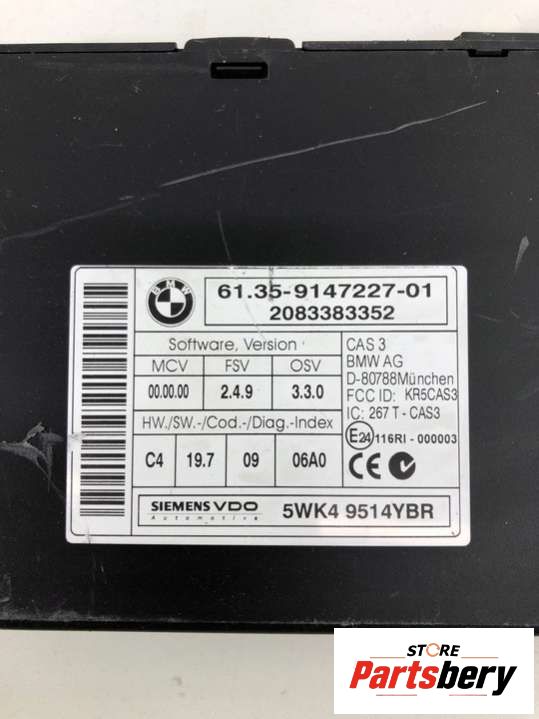 BMW
61.35-9147227-01
2083383352
Software, Version
MCV FSV OSV
00.00.00 2.4.9 3.3.0
HW./SW.-/Cod.-/Diag.-Index
C4 19.7 09 06A0
CAS 3
BMW AG
D-80788München
FCC ID: KR5CAS3
IC: 267 T - CAS3
E24 116RI - 000003
CE
SIEMENS VDO
Automotive
5WK4 9514YBR
STORE
Partsbery